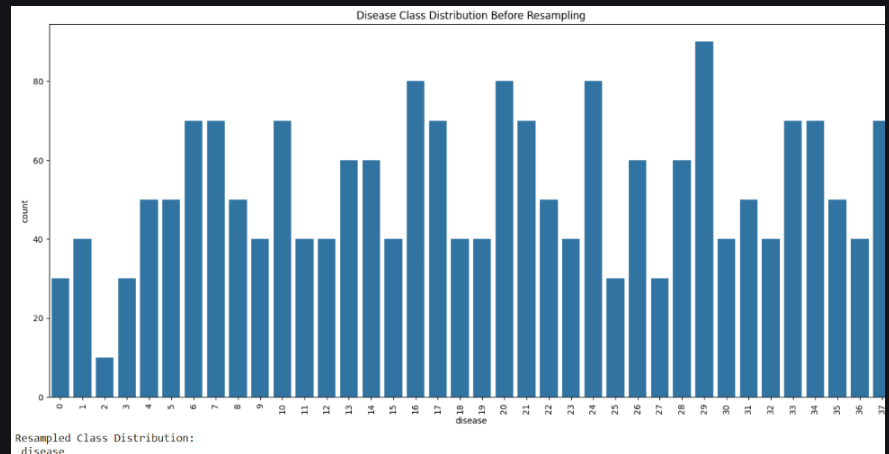 Disease Class Distribution Before Resampling
count
80
60
40
20
0
0 1 2 3 4 5 6 7 8 9 10 11 12 13 14 15 16 17 18 19 20 21 22 23 24 25 26 27 28 29 30 31 32 33 34 35 36 37
disease
Resampled Class Distribution:
disease